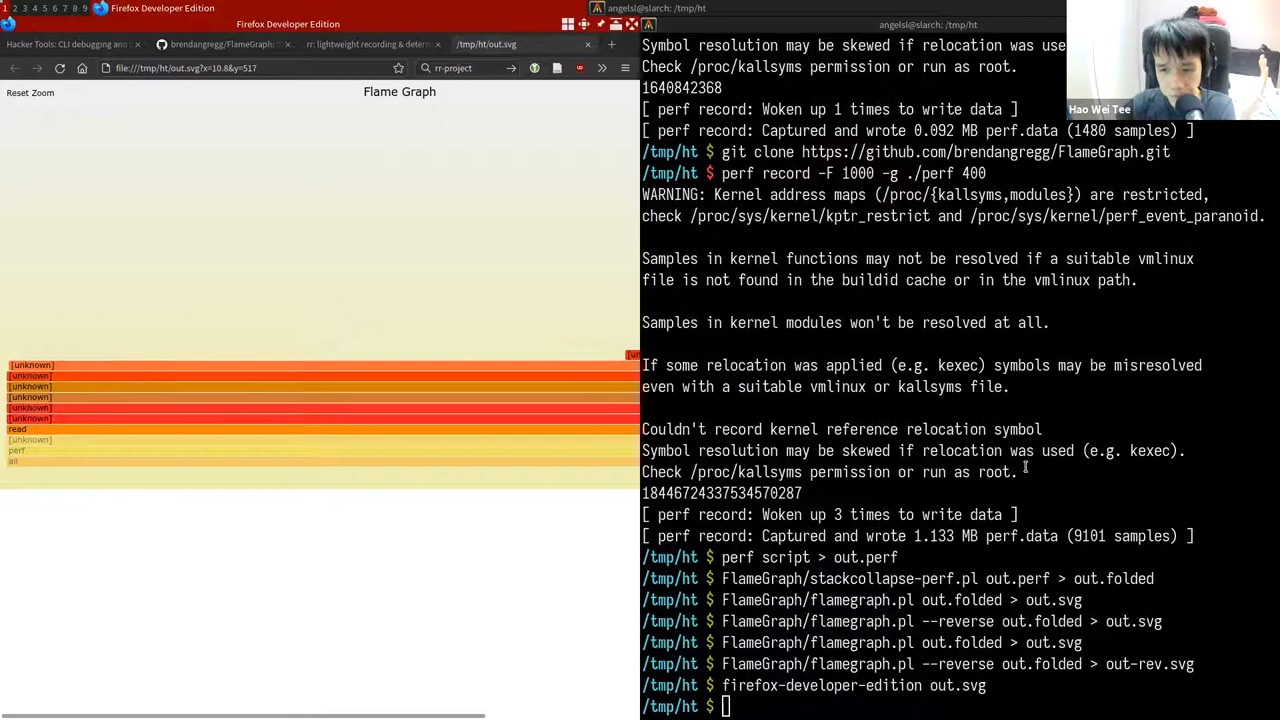 1 2 3 4 5 6 7 8 9 Firefox Developer Edition
angelsl@slarch: /tmp/ht
Firefox Developer Edition
angelsl@slarch: /tmp/ht
Hacker Tools: CLI debugging and
brendangregg/FlameGraph:
rr: lightweight recording & deter
/tmp/ht/out.svg
file:///tmp/ht/out.svg?x=10.8&y=517
rr-project
Reset Zoom
Flame Graph
[unknown]
[unknown]
[unknown]
[unknown]
[unknown]
[unknown]
read
[unknown]
perf
all
Symbol resolution may be skewed if relocation was use
Check /proc/kallsyms permission or run as root.
1640842368
[ perf record: Woken up 1 times to write data ]
[ perf record: Captured and wrote 0.092 MB perf.data (1480 samples) ]
/tmp/ht $ git clone https://github.com/brendangregg/FlameGraph.git
/tmp/ht $ perf record -F 1000 -g ./perf 400
WARNING: Kernel address maps (/proc/{kallsyms,modules}) are restricted,
check /proc/sys/kernel/kptr_restrict and /proc/sys/kernel/perf_event_paranoid.
Samples in kernel functions may not be resolved if a suitable vmlinux
file is not found in the buildid cache or in the vmlinux path.
Samples in kernel modules won't be resolved at all.
If some relocation was applied (e.g. kexec) symbols may be misresolved
even with a suitable vmlinux or kallsyms file.
Couldn't record kernel reference relocation symbol
Symbol resolution may be skewed if relocation was used (e.g. kexec).
Check /proc/kallsyms permission or run as root.
18446724337534570287
[ perf record: Woken up 3 times to write data ]
[ perf record: Captured and wrote 1.133 MB perf.data (9101 samples) ]
/tmp/ht $ perf script > out.perf
/tmp/ht $ FlameGraph/stackcollapse-perf.pl out.perf > out.folded
/tmp/ht $ FlameGraph/flamegraph.pl out.folded > out.svg
/tmp/ht $ FlameGraph/flamegraph.pl --reverse out.folded > out.svg
/tmp/ht $ FlameGraph/flamegraph.pl out.folded > out.svg
/tmp/ht $ FlameGraph/flamegraph.pl --reverse out.folded > out-rev.svg
/tmp/ht $ firefox-developer-edition out.svg
/tmp/ht $
Hao Wei Tee